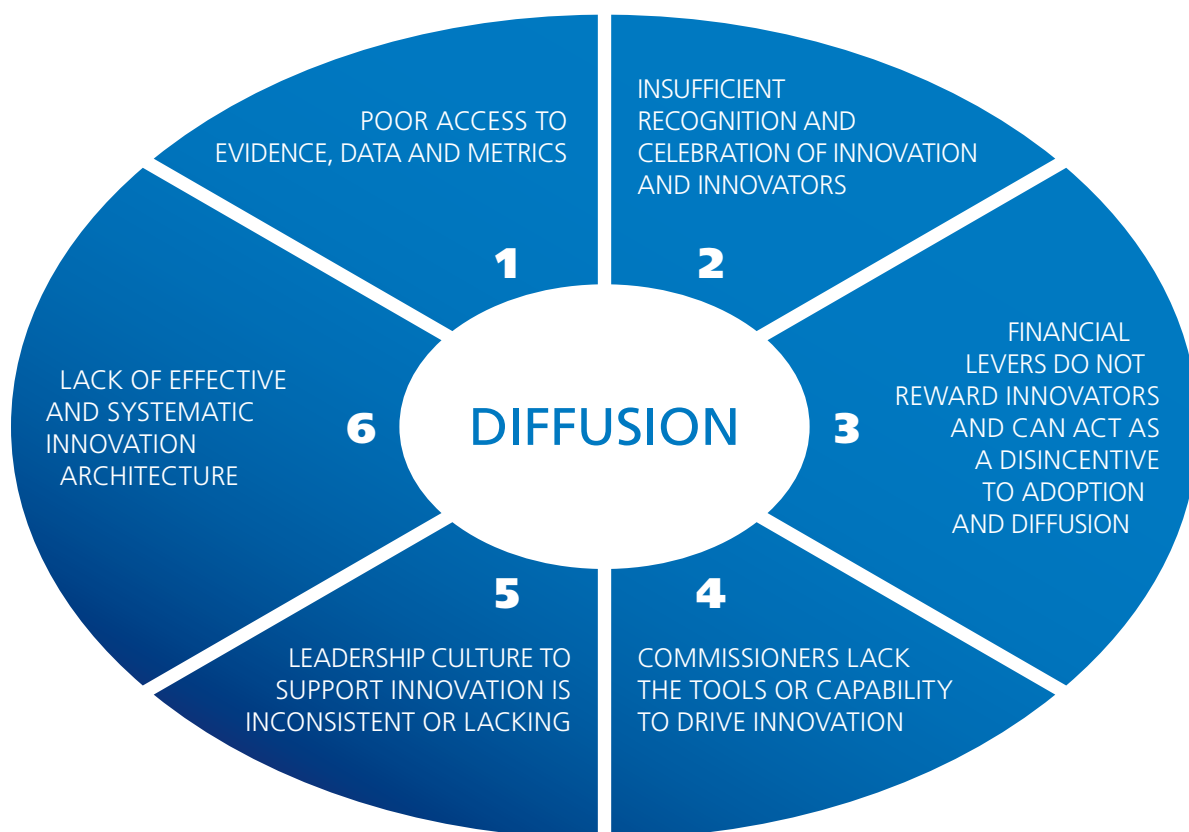 POOR ACCESS TO
EVIDENCE, DATA AND METRICS
1
INSUFFICIENT
RECOGNITION AND
CELEBRATION OF INNOVATION
AND INNOVATORS
2
FINANCIAL
LEVERS DO NOT
REWARD INNOVATORS
AND CAN ACT AS
A DISINCENTIVE
TO ADOPTION
AND DIFFUSION
3
4
COMMISSIONERS LACK
THE TOOLS OR CAPABILITY
TO DRIVE INNOVATION
5
LEADERSHIP CULTURE TO
SUPPORT INNOVATION IS
INCONSISTENT OR LACKING
6
LACK OF EFFECTIVE
AND SYSTEMATIC
INNOVATION
ARCHITECTURE
DIFFUSION